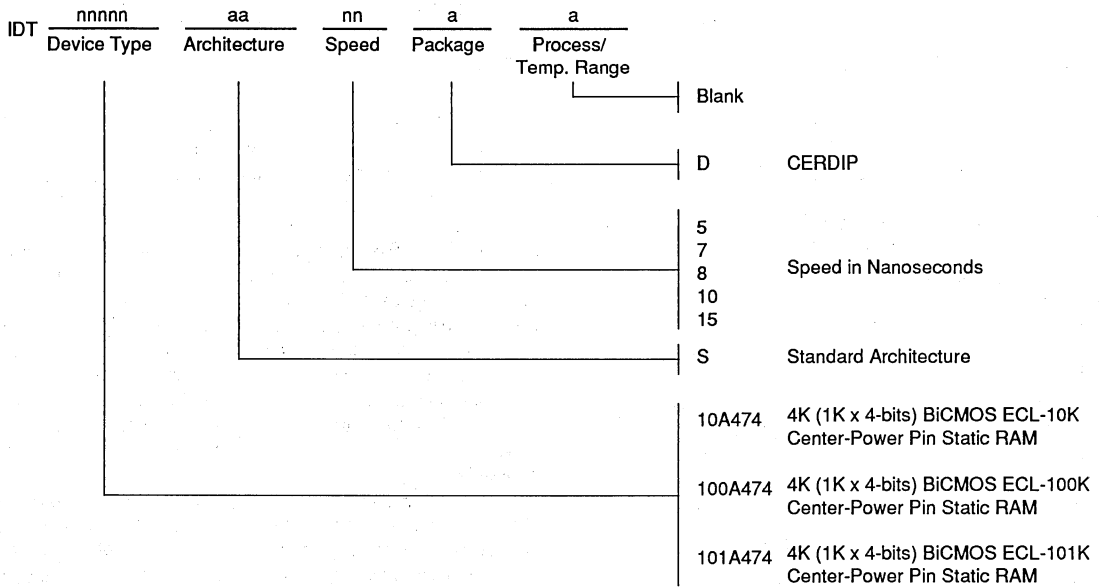 IDT nnnnn aa nn a a
Device Type Architecture Speed Package Process/
Temp. Range
Blank
D CERDIP
5
7
8 Speed in Nanoseconds
10
15
S Standard Architecture
10A474 4K (1K x 4-bits) BiCMOS ECL-10K
Center-Power Pin Static RAM
100A474 4K (1K x 4-bits) BiCMOS ECL-100K
Center-Power Pin Static RAM
101A474 4K (1K x 4-bits) BiCMOS ECL-101K
Center-Power Pin Static RAM